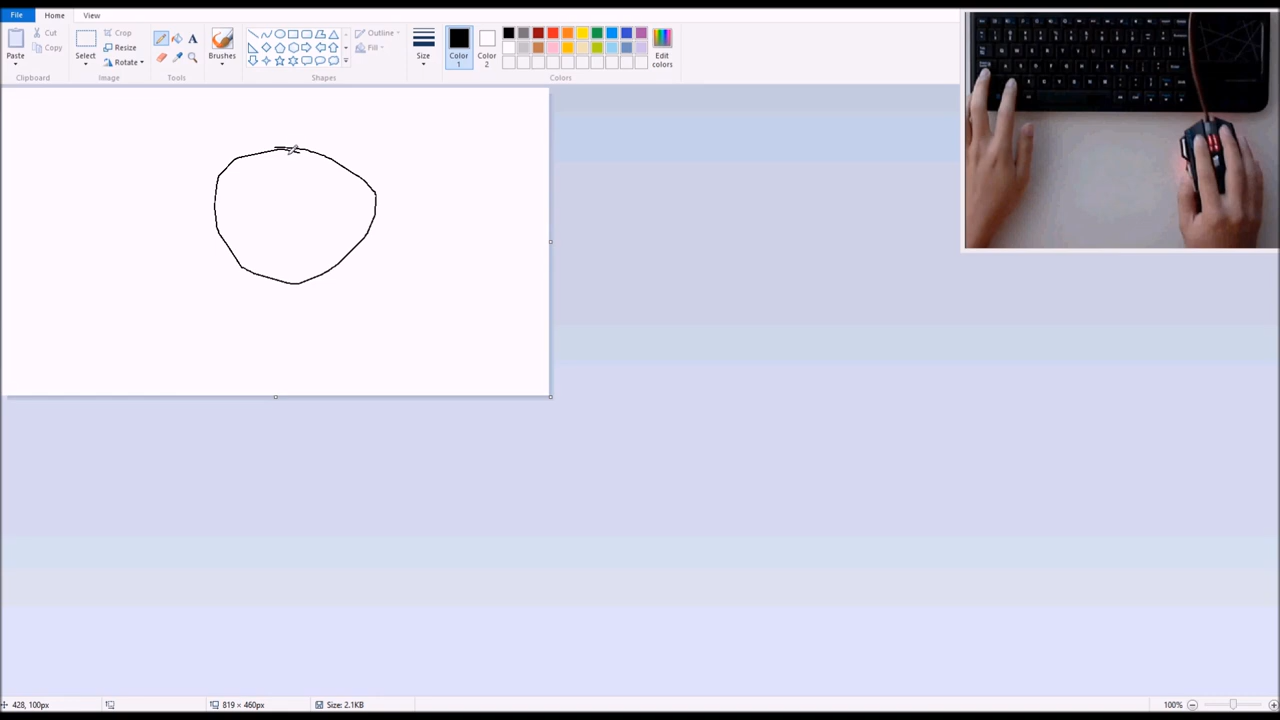 File Home View
Paste
Cut
Copy
Clipboard
Select
Crop
Resize
Rotate
Image
Tools
Brushes
Outline
Fill
Shapes
Size
Color
1
Color
2
Edit
colors
Colors
428, 100px
819 × 460px
Size: 2.1KB
100%